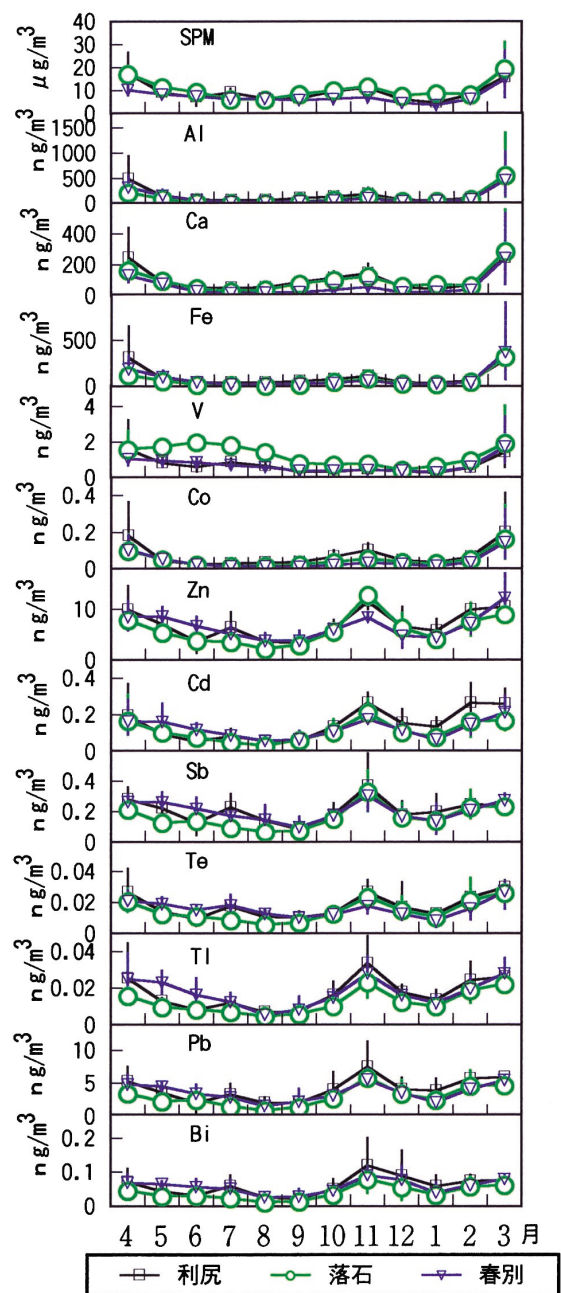 SPM
μg/m³
40
30
20
10
0
Al
ng/m³
1500
1000
500
0
Ca
ng/m³
400
200
0
Fe
ng/m³
500
0
V
ng/m³
4
2
0
Co
ng/m³
0.4
0.2
0
Zn
ng/m³
10
0
Cd
ng/m³
0.4
0.2
0
Sb
ng/m³
0.4
0.2
0
Te
ng/m³
0.04
0.02
0
Tl
ng/m³
0.04
0.02
0
Pb
ng/m³
10
5
0
Bi
ng/m³
0.2
0.1
0
4 5 6 7 8 9 10 11 12 1 2 3 月
利尻 落石 春別